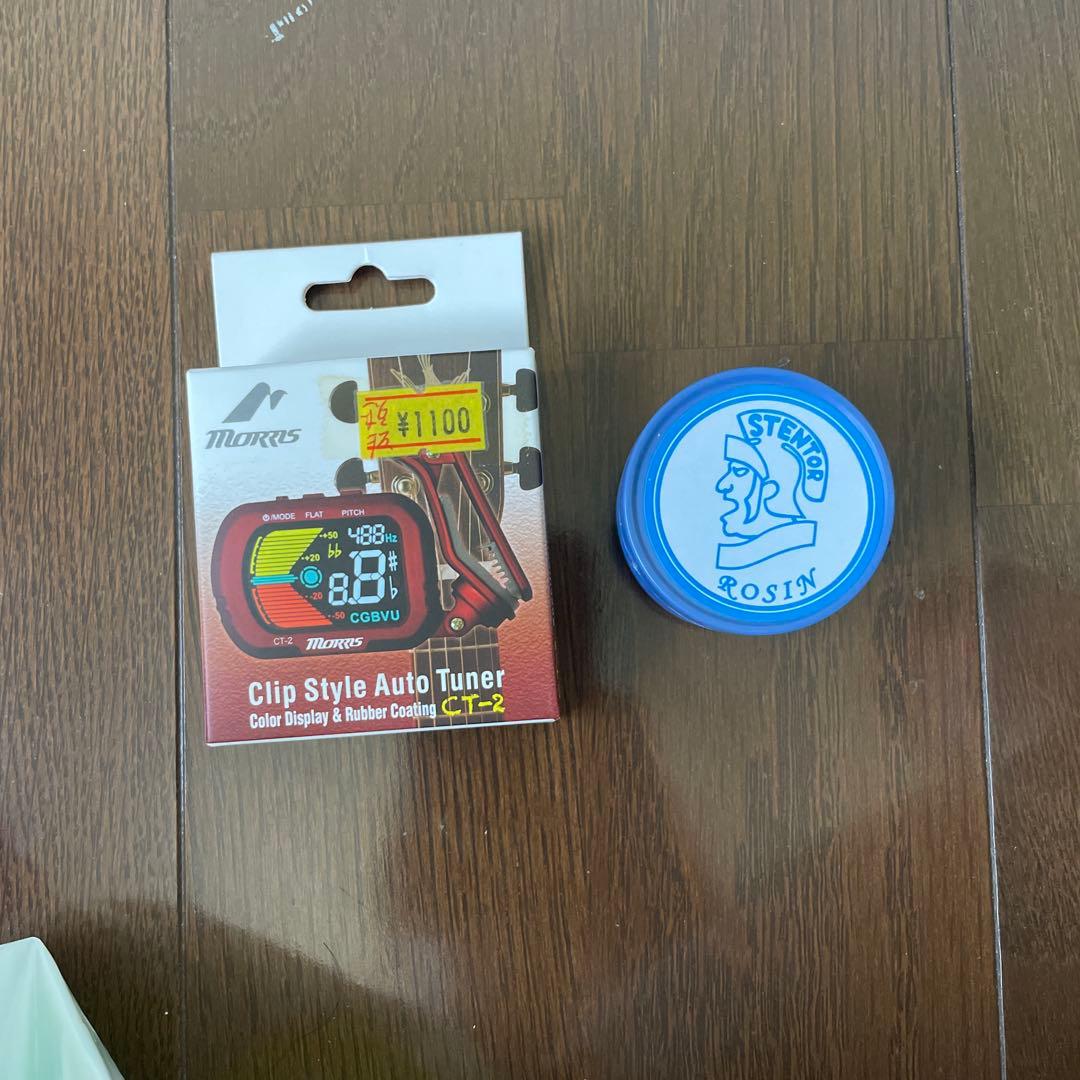 MORRIS
¥1100
⏻/MODE FLAT PITCH
+50
488Hz
♭♭
+20
8.8#♭
-20
-50
CGBVU
CT-2 MORRIS
Clip Style Auto Tuner
Color Display & Rubber Coating CT-2
STENTOR
ROSIN